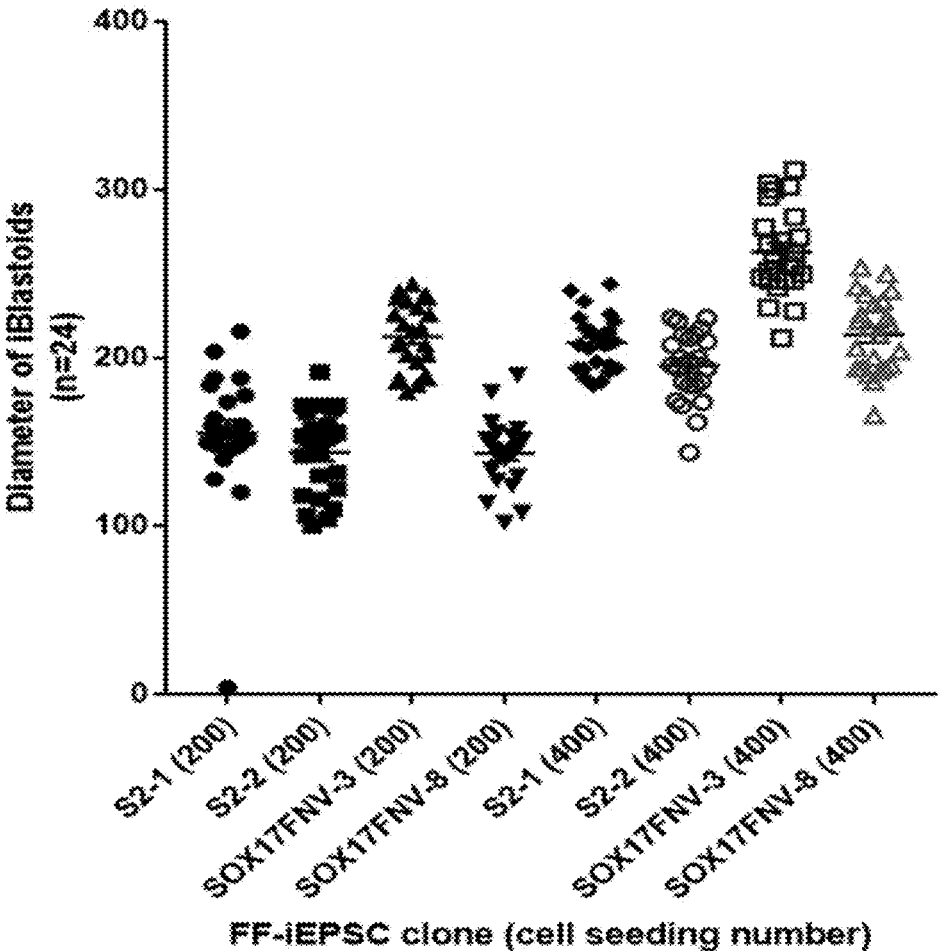 400
300
200
100
0
Diameter of iBlastoids
(n=24)
S2-1 (200)
S2-2 (200)
SOX17FNV-3 (200)
SOX17FNV-8 (200)
S2-1 (400)
S2-2 (400)
SOX17FNV-3 (400)
SOX17FNV-8 (400)
FF-iEPSC clone (cell seeding number)